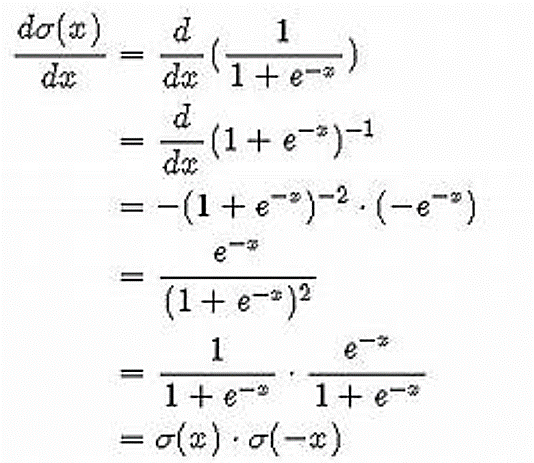 dσ(x)/dx = d/dx(1/(1 + e^{-x}))
= d/dx(1 + e^{-x})^{-1}
= -(1 + e^{-x})^{-2} · (-e^{-x})
= e^{-x}/(1 + e^{-x})^2
= 1/(1 + e^{-x}) · e^{-x}/(1 + e^{-x})
= σ(x) · σ(-x)